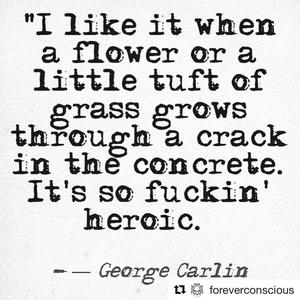 "I like it when
a flower or a
little tuft of
grass grows
through a crack
in the concrete.
It's so fuckin'
heroic.
-— George Carlin
foreverconscious